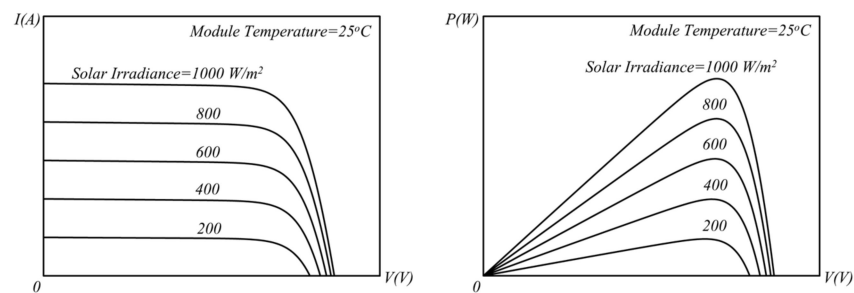 I(A)
Module Temperature=25°C
Solar Irradiance=1000 W/m²
800
600
400
200
0
V(V)
P(W)
Module Temperature=25°C
Solar Irradiance=1000 W/m²
800
600
400
200
0
V(V)